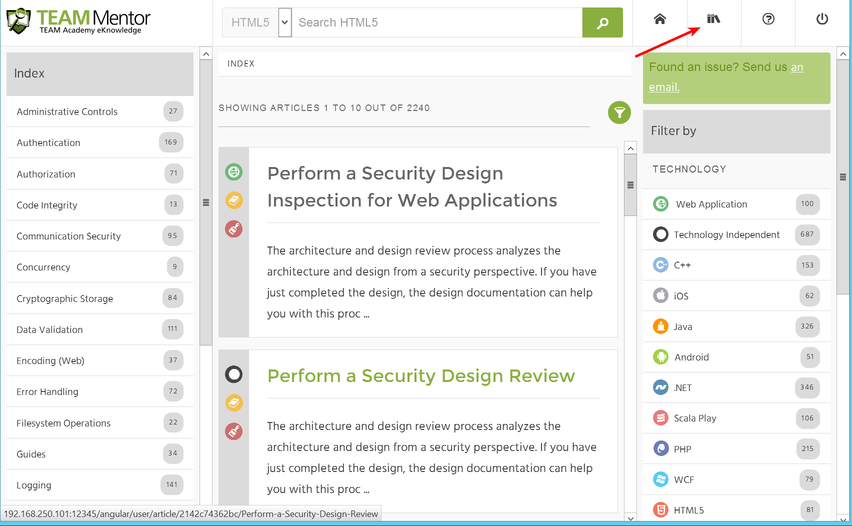 TEAM Mentor
TEAM Academy eKnowledge
HTML5
Search HTML5
Index
Administrative Controls 27
Authentication 169
Authorization 71
Code Integrity 13
Communication Security 95
Concurrency 9
Cryptographic Storage 84
Data Validation 111
Encoding (Web) 37
Error Handling 72
Filesystem Operations 22
Guides 34
Logging 141
INDEX
SHOWING ARTICLES 1 TO 10 OUT OF 2240
Perform a Security Design
Inspection for Web Applications
The architecture and design review process analyzes the
architecture and design from a security perspective. If you have
just completed the design, the design documentation can help
you with this proc ...
Perform a Security Design Review
The architecture and design review process analyzes the
architecture and design from a security perspective. If you have
just completed the design, the design documentation can help
you with this proc ...
Found an issue? Send us an
email.
Filter by
TECHNOLOGY
Web Application 100
Technology Independent 687
C++ 153
iOS 62
Java 326
Android 51
.NET 346
Scala Play 106
PHP 215
WCF 79
HTML5 81
192.168.250.101:12345/angular/user/article/2142c74362bc/Perform-a-Security-Design-Review